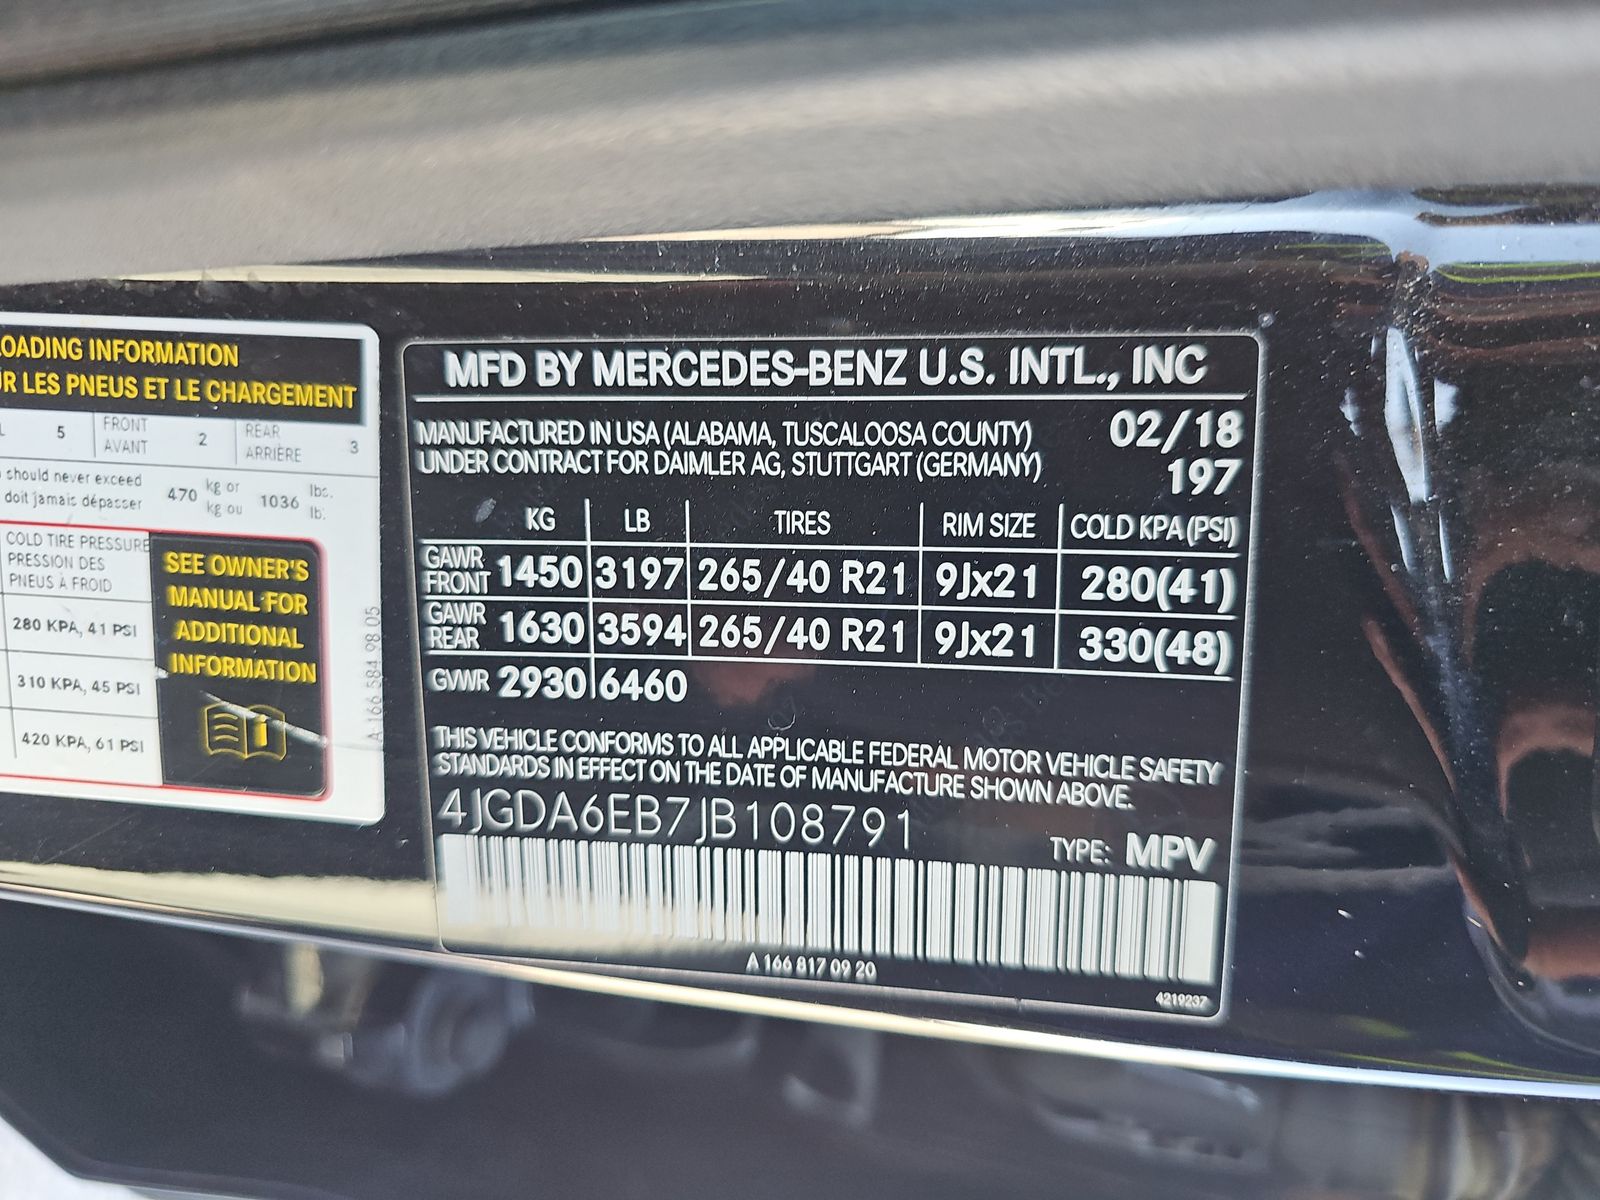 OADING INFORMATION
R LES PNEUS ET LE CHARGEMENT
5 FRONT AVANT 2 REAR ARRIÈRE 3
should never exceed
doit jamais dépasser
470 kg or kg ou 1036 lbs. lb.
COLD TIRE PRESSURE
PRESSION DES
PNEUS À FROID
280 KPA, 41 PSI
310 KPA, 45 PSI
420 KPA, 61 PSI
SEE OWNER'S
MANUAL FOR
ADDITIONAL
INFORMATION
A 166 584 98 05
MFD BY MERCEDES-BENZ U.S. INTL., INC
MANUFACTURED IN USA (ALABAMA, TUSCALOOSA COUNTY) 02/18
UNDER CONTRACT FOR DAIMLER AG, STUTTGART (GERMANY) 197
KG LB TIRES RIM SIZE COLD KPA(PSI)
GAWR FRONT 1450 3197 265/40 R21 9Jx21 280(41)
GAWR REAR 1630 3594 265/40 R21 9Jx21 330(48)
GVWR 2930 6460
THIS VEHICLE CONFORMS TO ALL APPLICABLE FEDERAL MOTOR VEHICLE SAFETY
STANDARDS IN EFFECT ON THE DATE OF MANUFACTURE SHOWN ABOVE.
4JGDA6EB7JB108791
TYPE: MPV
A 166 817 09 20
4219237